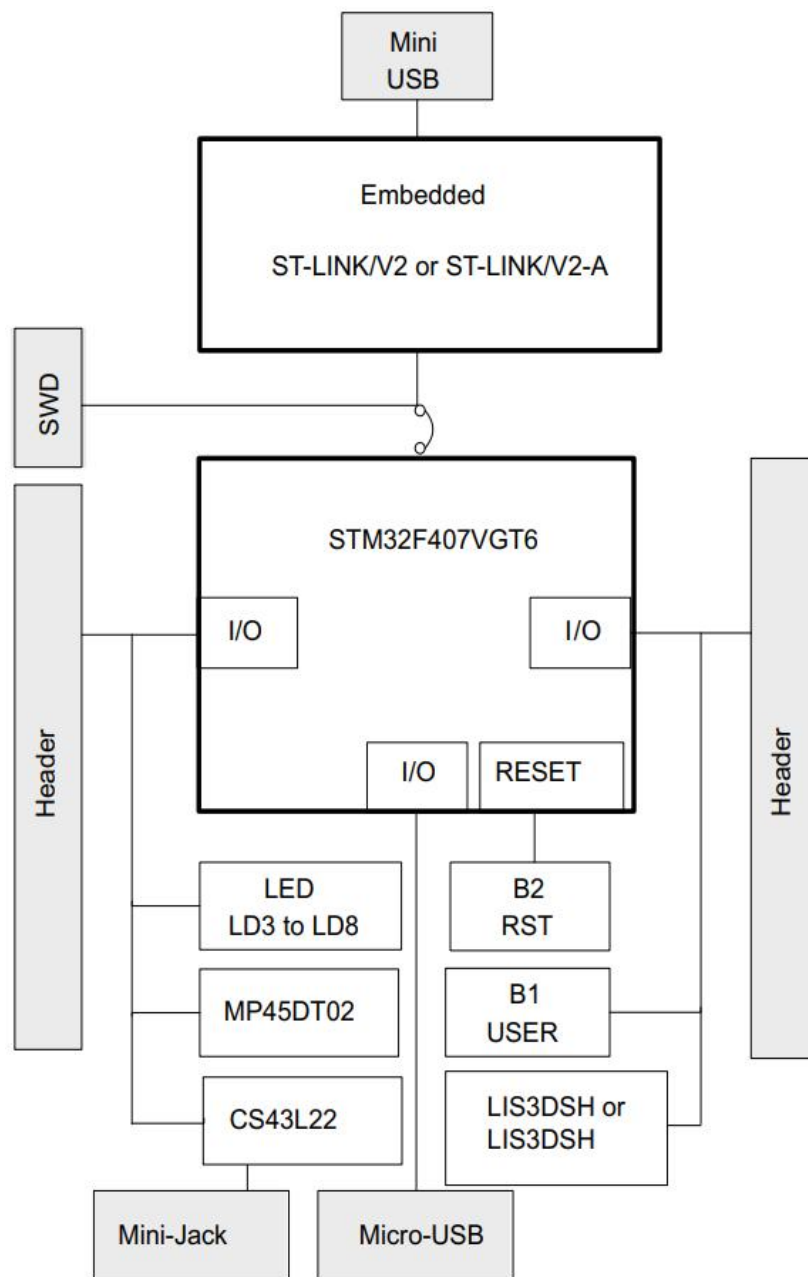 Mini
USB
Embedded
ST-LINK/V2 or ST-LINK/V2-A
SWD
STM32F407VGT6
I/O
I/O
Header
Header
I/O
RESET
LED
LD3 to LD8
B2
RST
MP45DT02
B1
USER
CS43L22
LIS3DSH or
LIS3DSH
Mini-Jack
Micro-USB